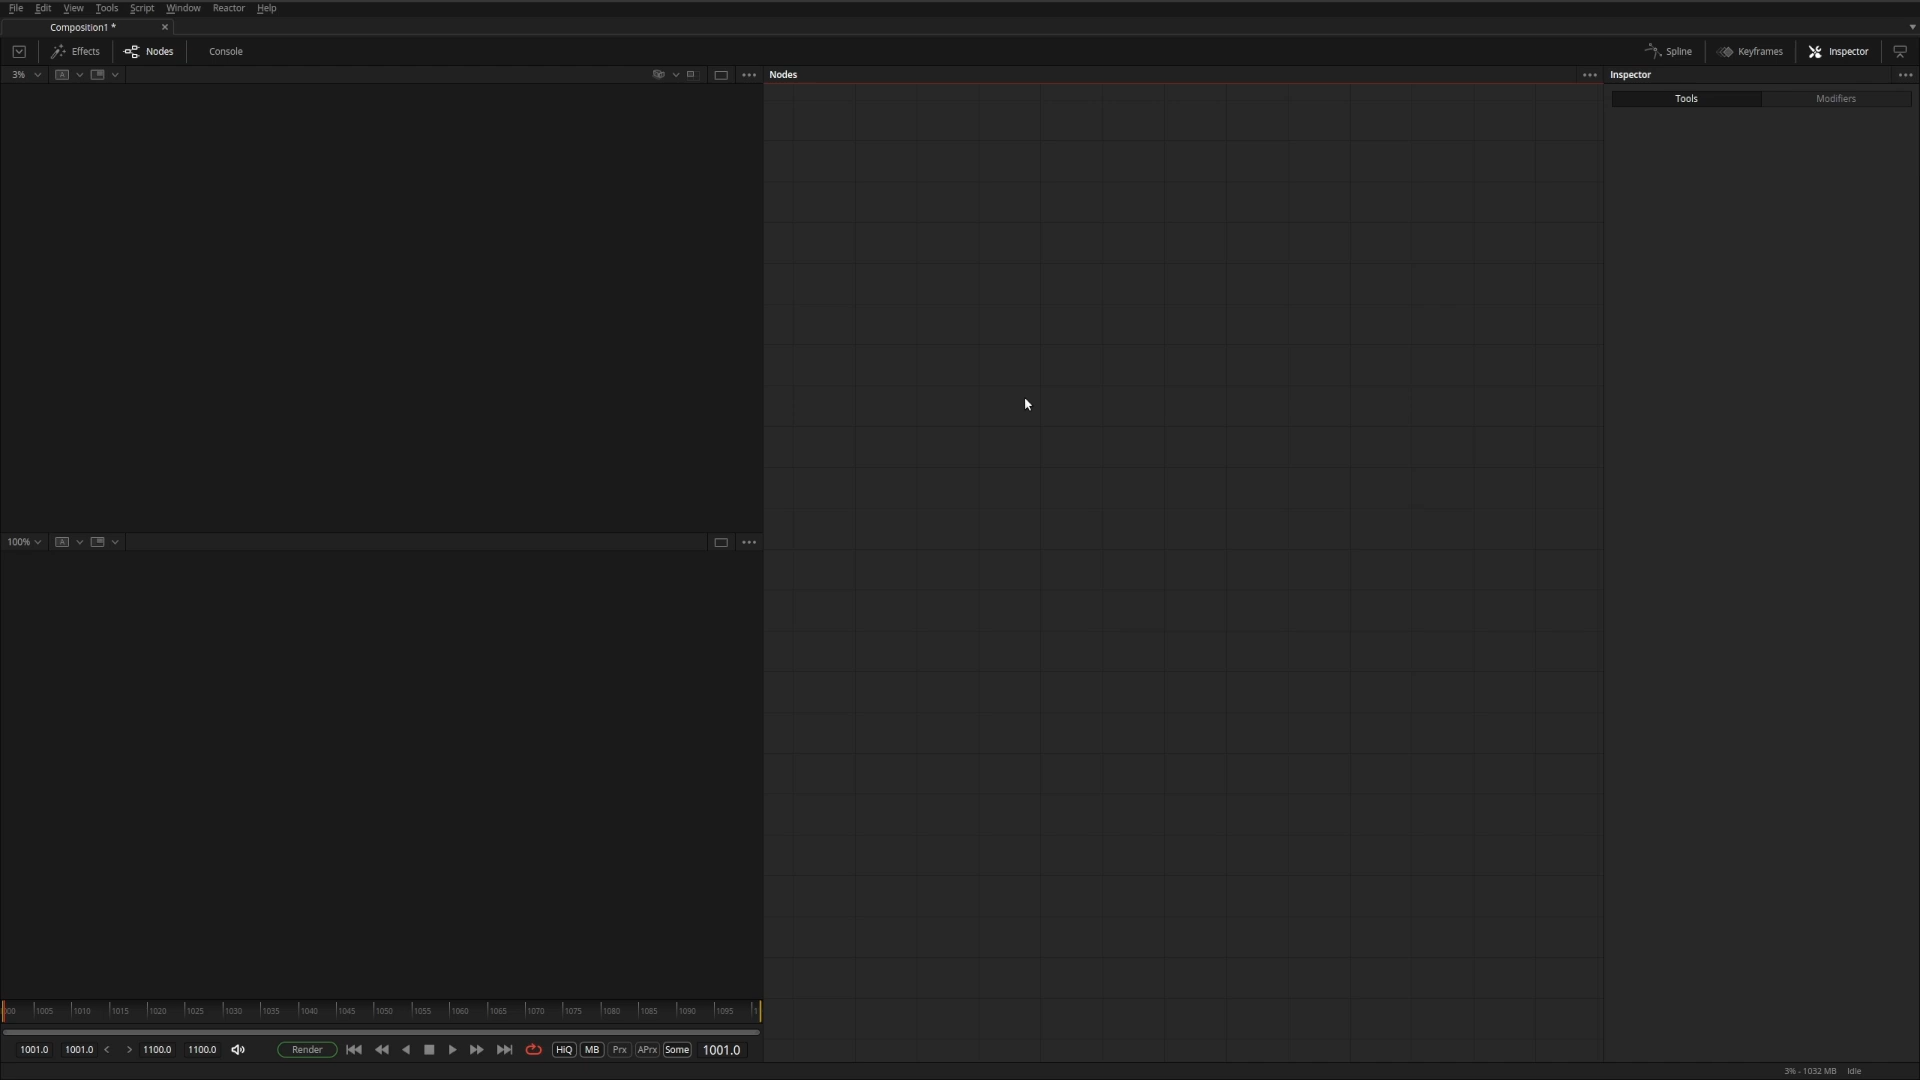 File Edit View Tools Script Window Reactor Help
Composition1 *
Effects Nodes Console Spline Keyframes Inspector
3% A Nodes Inspector
Tools Modifiers
100% A
1005 1010 1015 1020 1025 1030 1035 1040 1045 1050 1055 1060 1065 1070 1075 1080 1085 1090 1095
1001.0 1001.0 < > 1100.0 1100.0 Render HiQ MB Prx APrx Some 1001.0
3% - 1032 MB Idle